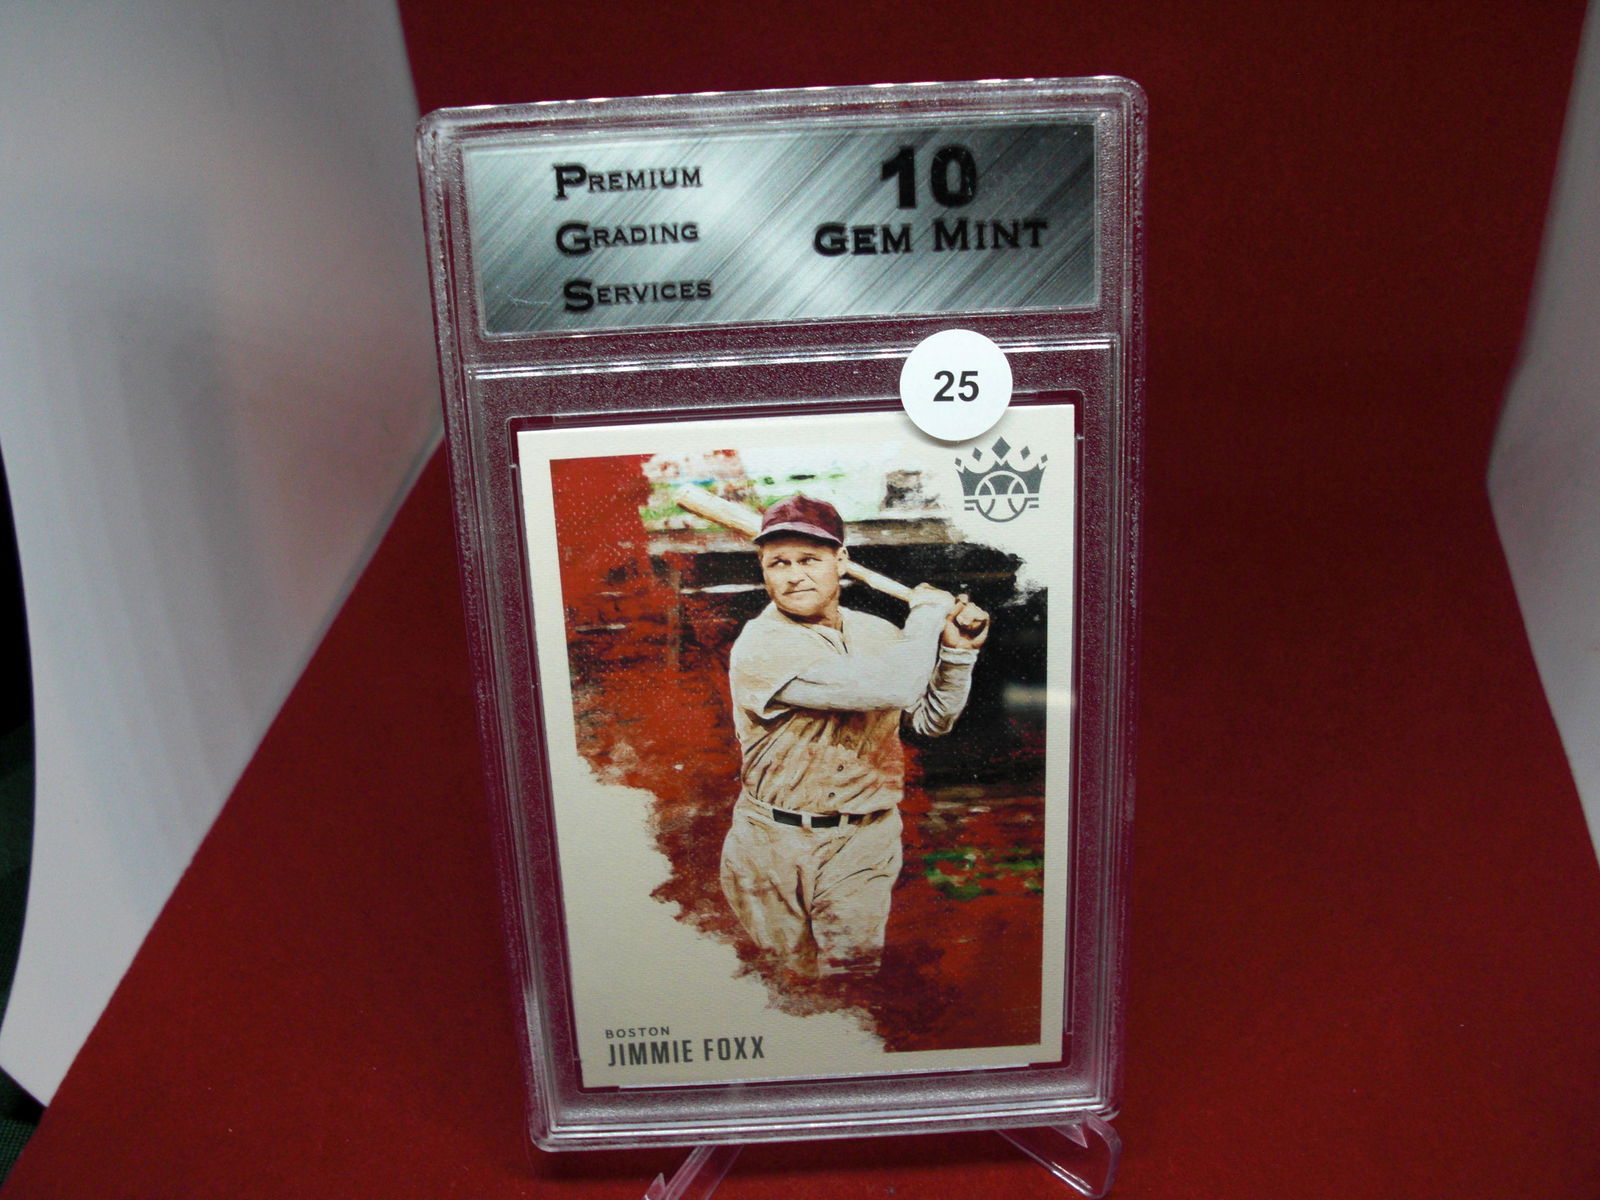 Premium
Grading
Services
10
Gem Mint
25
BOSTON
JIMMIE FOXX